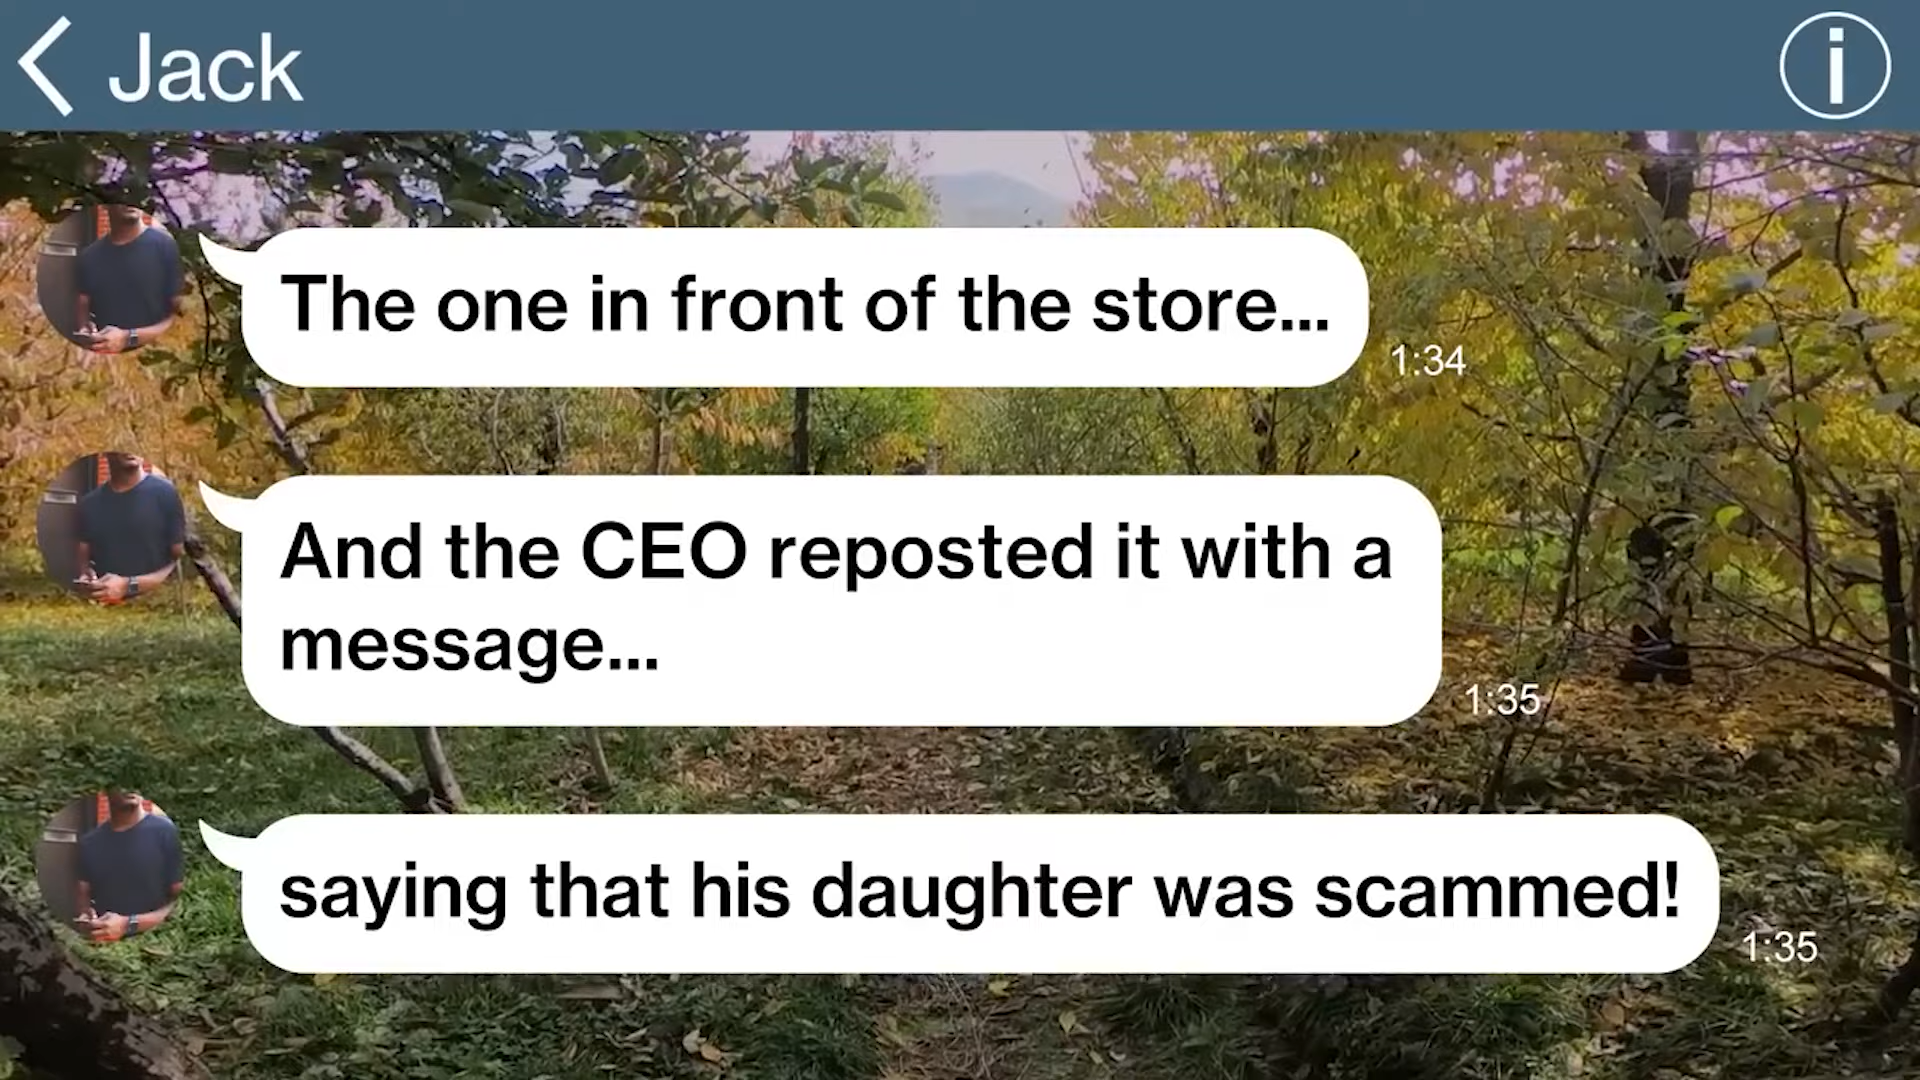 Jack
The one in front of the store...
1:34
And the CEO reposted it with a
message...
1:35
saying that his daughter was scammed!
1:35